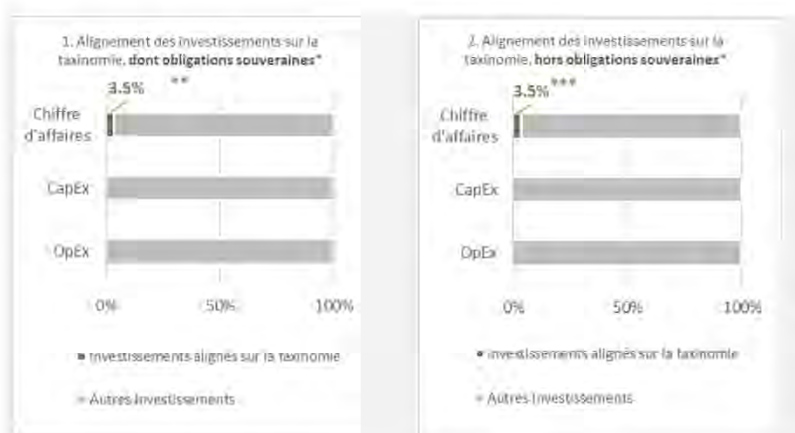 1. Alignement des investissements sur la
taxinomie, dont obligations souveraines*
3.5% **
Chiffre
d'affaires
CapEx
OpEx
0% 50% 100%
Investissements alignés sur la taxinomie
Autres Investissements
2. Alignement des investissements sur la
taxinomie, hors obligations souveraines*
3.5%***
Chiffre
d'affaires
CapEx
OpEx
0% 50% 100%
Investissements alignés sur la taxinomie
Autres Investissements